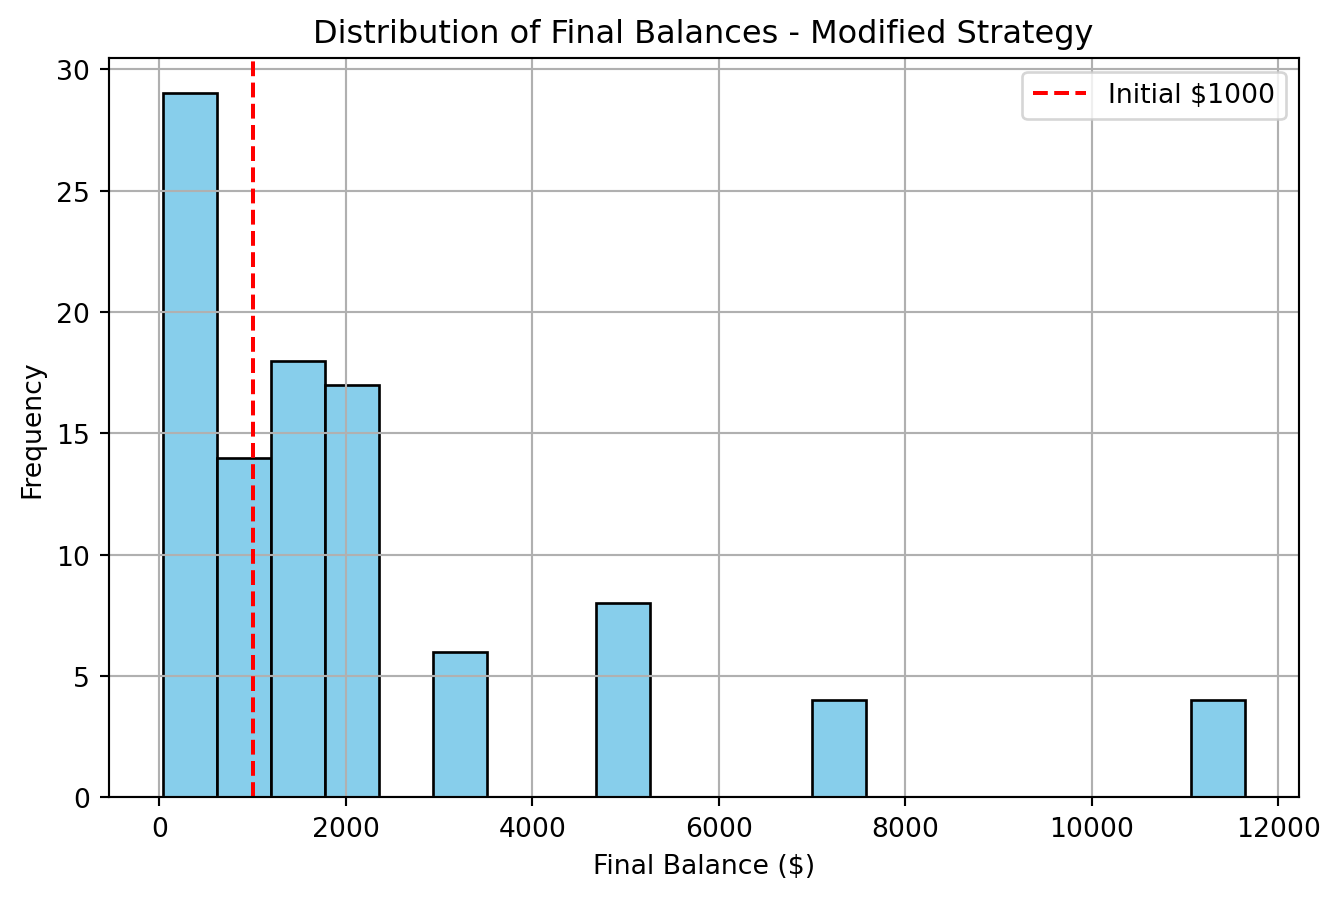 Distribution of Final Balances - Modified Strategy
Initial $1000
30
25
20
15
10
5
0
Frequency
0 2000 4000 6000 8000 10000 12000
Final Balance ($)